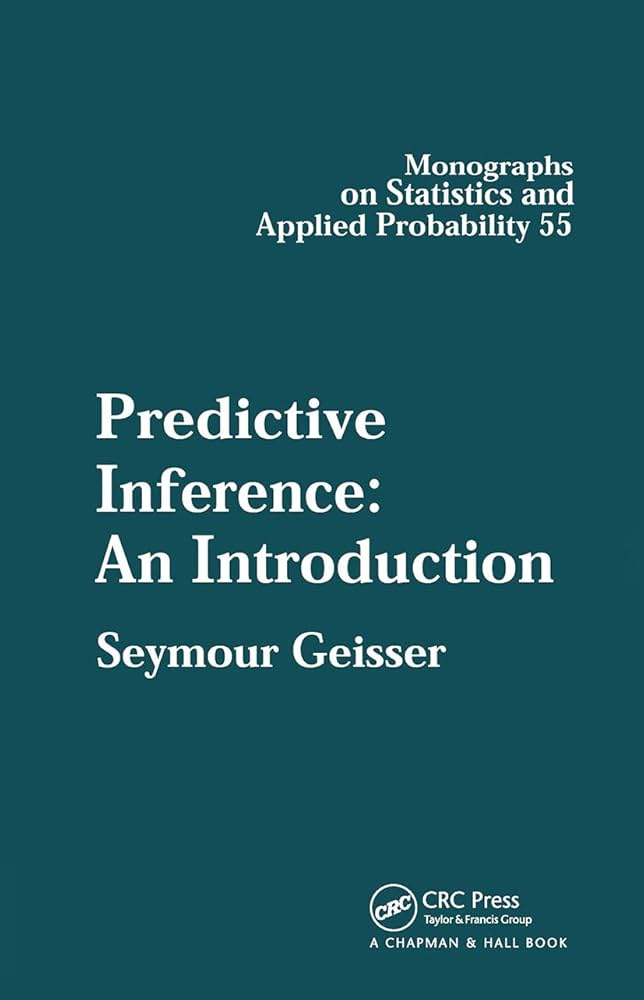 Monographs
on Statistics and
Applied Probability 55
Predictive
Inference:
An Introduction
Seymour Geisser
CRC
CRC Press
Taylor & Francis Group
A CHAPMAN & HALL BOOK